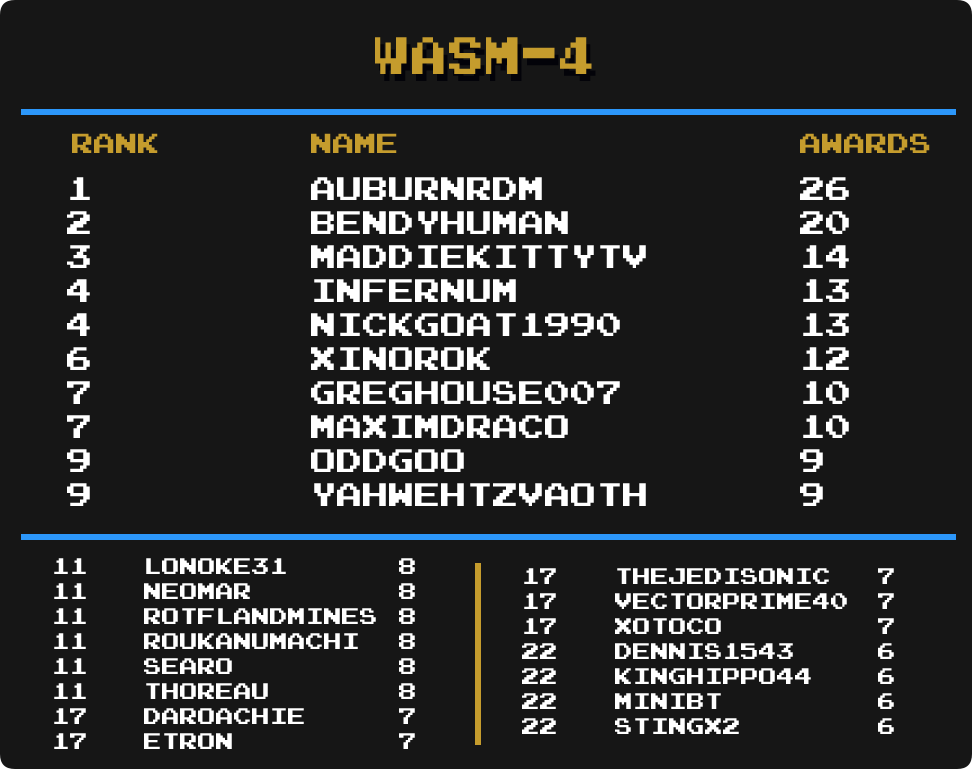 WASM-4
RANK NAME AWARDS
1 AUBURNRDM 26
2 BENDYHUMAN 20
3 MADDIEKITTYTV 14
4 INFERNUM 13
4 NICKGOAT1990 13
6 XINOROK 12
7 GREGHOUSE007 10
7 MAXIMDRACO 10
9 ODDGOO 9
9 YAHWEHTZVAOTH 9
11 LONOKE31 8
11 NEOMAR 8
11 ROTFLANDMINES 8
11 ROUKANUMACHI 8
11 SEARO 8
11 THOREAU 8
17 DAROACHIE 7
17 ETRON 7
17 THEJEDISONIC 7
17 VECTORPRIME40 7
17 XOTOCO 7
22 DENNIS1543 6
22 KINGHIPPO44 6
22 MINIBT 6
22 STINGX2 6